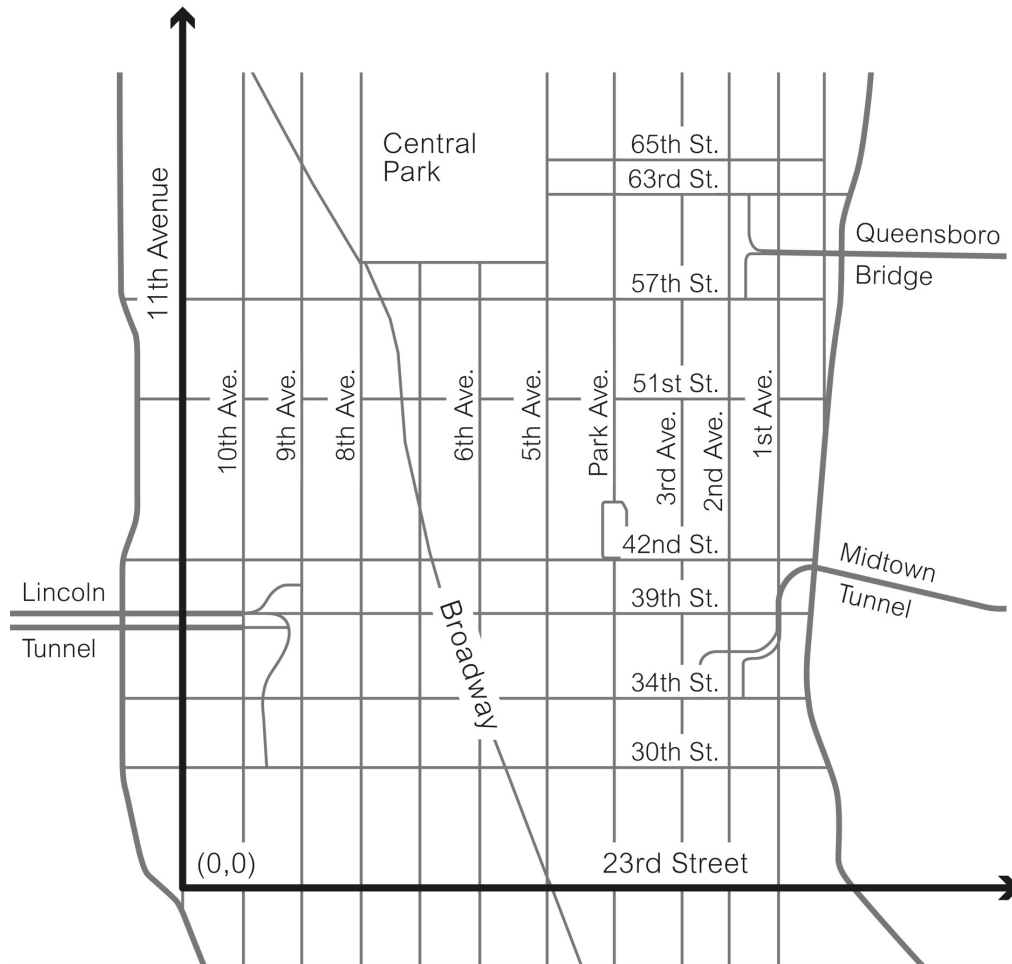 Central
Park
65th St.
63rd St.
11th Avenue
Queensboro
Bridge
57th St.
51st St.
10th Ave.
9th Ave.
8th Ave.
6th Ave.
5th Ave.
Park Ave.
3rd Ave.
2nd Ave.
1st Ave.
42nd St.
Midtown
Tunnel
Lincoln
Tunnel
39th St.
Broadway
34th St.
30th St.
(0,0)
23rd Street